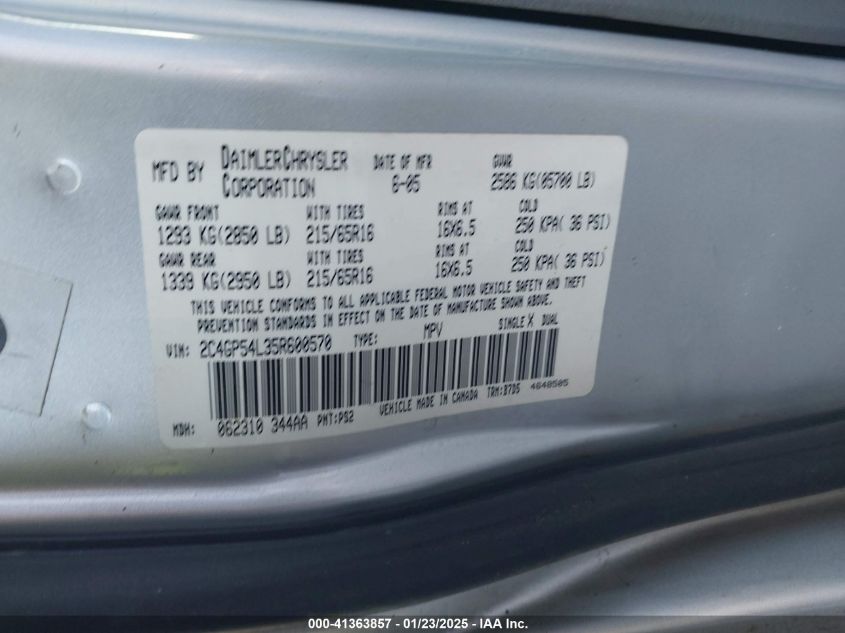 MFD BY DAIMLERCHRYSLER CORPORATION DATE OF MFR 6-05 GVWR 2586 KG(05700 LB)
GAWR FRONT WITH TIRES RIMS AT COLD
1293 KG(2850 LB) 215/65R16 16X6.5 250 KPA( 36 PSI)
GAWR REAR WITH TIRES RIMS AT COLD
1339 KG(2950 LB) 215/65R16 16X6.5 250 KPA( 36 PSI)
THIS VEHICLE CONFORMS TO ALL APPLICABLE FEDERAL MOTOR VEHICLE SAFETY AND THEFT
PREVENTION STANDARDS IN EFFECT ON THE DATE OF MANUFACTURE SHOWN ABOVE.
VIN: 2C4GP54L35R600570 TYPE: MPV SINGLE X DUAL
MDH: 062310 344AA PNT:PS2 VEHICLE MADE IN CANADA TRM:B7D5 4648505
000-41363857 / 01/23/2025 - IAA Inc.